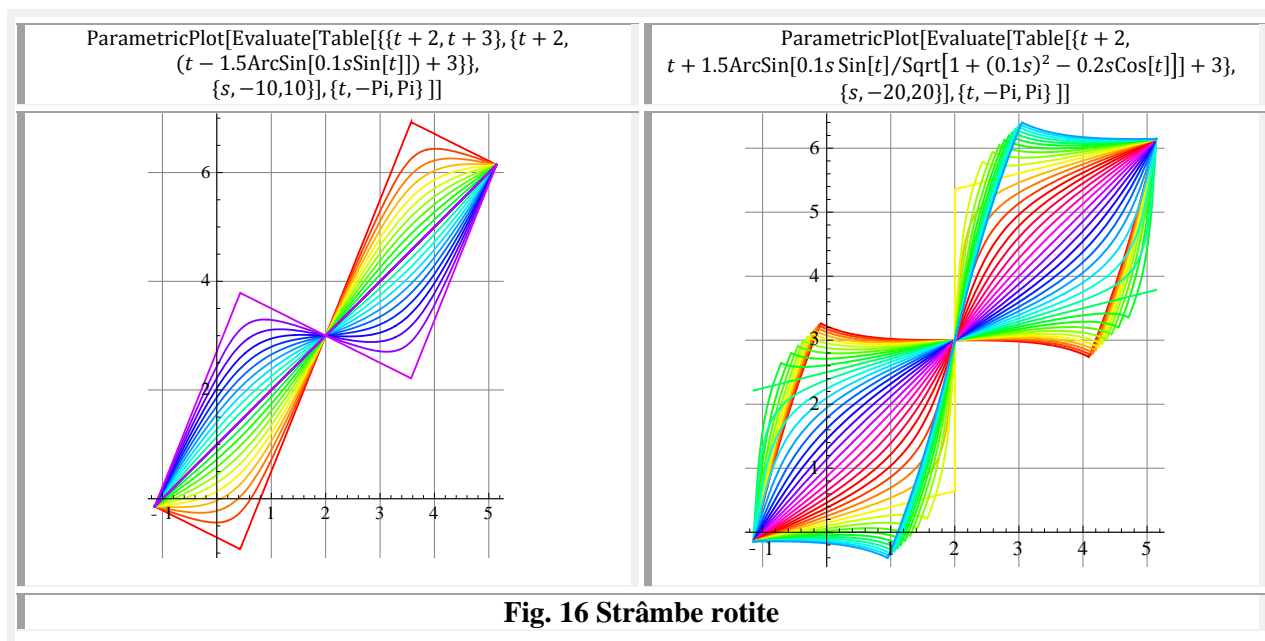 ParametricPlot[Evaluate[Table[{{t + 2, t + 3}, {t + 2,
(t − 1.5ArcSin[0.1sSin[t]]) + 3}},
{s, −10,10}], {t, −Pi, Pi} ]]
ParametricPlot[Evaluate[Table[{t + 2,
t + 1.5ArcSin[0.1s Sin[t]/Sqrt[1 + (0.1s)² − 0.2sCos[t]]] + 3},
{s, −20,20}], {t, −Pi, Pi} ]]
6
4
2
- 1 1 2 3 4 5
6
5
4
3
2
1
- 1 1 2 3 4 5
Fig. 16 Strâmbe rotite